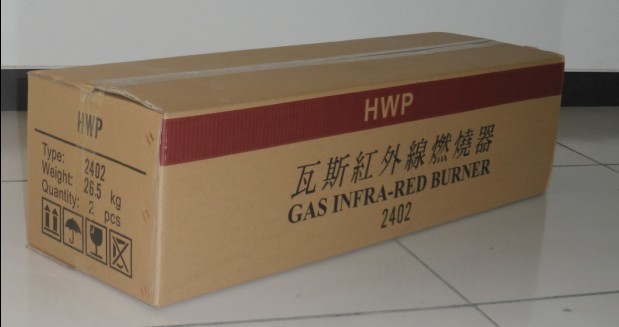 HWP
Type: 2402
Weight: 26.5 kg
Quantity: 2 pcs
HWP
瓦斯紅外線燃燒器
GAS INFRA-RED BURNER
2402